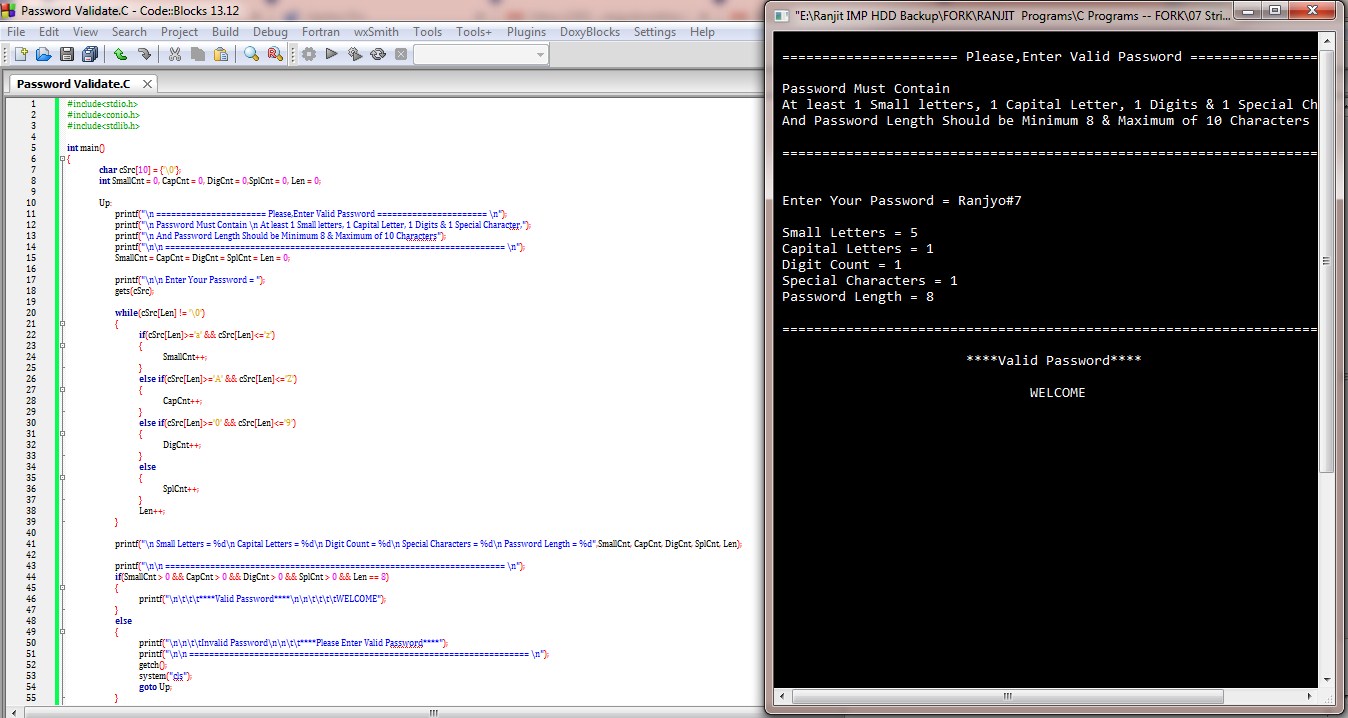 Password Validate.C - Code::Blocks 13.12
File Edit View Search Project Build Debug Fortran wxSmith Tools Tools+ Plugins DoxyBlocks Settings Help
Password Validate.C
1 #include<stdio.h>
2 #include<conio.h>
3 #include<stdlib.h>
4
5 int main()
6 {
7 char cSrc[10] = {'\0'};
8 int SmallCnt = 0, CapCnt = 0, DigCnt = 0,SplCnt = 0, Len = 0;
9
10 Up:
11 printf("\n ====================== Please,Enter Valid Password ====================== \n");
12 printf("\n Password Must Contain \n At least 1 Small letters, 1 Capital Letter, 1 Digits & 1 Special Character,");
13 printf("\n And Password Length Should be Minimum 8 & Maximum of 10 Characters");
14 printf("\n\n ==================================================================== \n");
15 SmallCnt = CapCnt = DigCnt = SplCnt = Len = 0;
16
17 printf("\n\n Enter Your Password = ");
18 gets(cSrc);
19
20 while(cSrc[Len] != '\0')
21 {
22 if(cSrc[Len]>='a' && cSrc[Len]<='z')
23 {
24 SmallCnt++;
25 }
26 else if(cSrc[Len]>='A' && cSrc[Len]<='Z')
27 {
28 CapCnt++;
29 }
30 else if(cSrc[Len]>='0' && cSrc[Len]<='9')
31 {
32 DigCnt++;
33 }
34 else
35 {
36 SplCnt++;
37 }
38 Len++;
39 }
40
41 printf("\n Small Letters = %d\n Capital Letters = %d\n Digit Count = %d\n Special Characters = %d\n Password Length = %d",SmallCnt, CapCnt, DigCnt, SplCnt, Len);
42
43 printf("\n\n ==================================================================== \n");
44 if(SmallCnt > 0 && CapCnt > 0 && DigCnt > 0 && SplCnt > 0 && Len == 8)
45 {
46 printf("\n\t\t\t****Valid Password****\n\n\t\t\t\tWELCOME");
47 }
48 else
49 {
50 printf("\n\n\t\tInvalid Password\n\n\t\t****Please Enter Valid Password****");
51 printf("\n\n ==================================================================== \n");
52 getch();
53 system("cls");
54 goto Up;
55 }
"E:\Ranjit IMP HDD Backup\FORK\RANJIT Programs\C Programs -- FORK\07 Stri...
====================== Please,Enter Valid Password ================
Password Must Contain
At least 1 Small letters, 1 Capital Letter, 1 Digits & 1 Special Ch
And Password Length Should be Minimum 8 & Maximum of 10 Characters
===================================================================
Enter Your Password = Ranjyo#7
Small Letters = 5
Capital Letters = 1
Digit Count = 1
Special Characters = 1
Password Length = 8
===================================================================
****Valid Password****
WELCOME